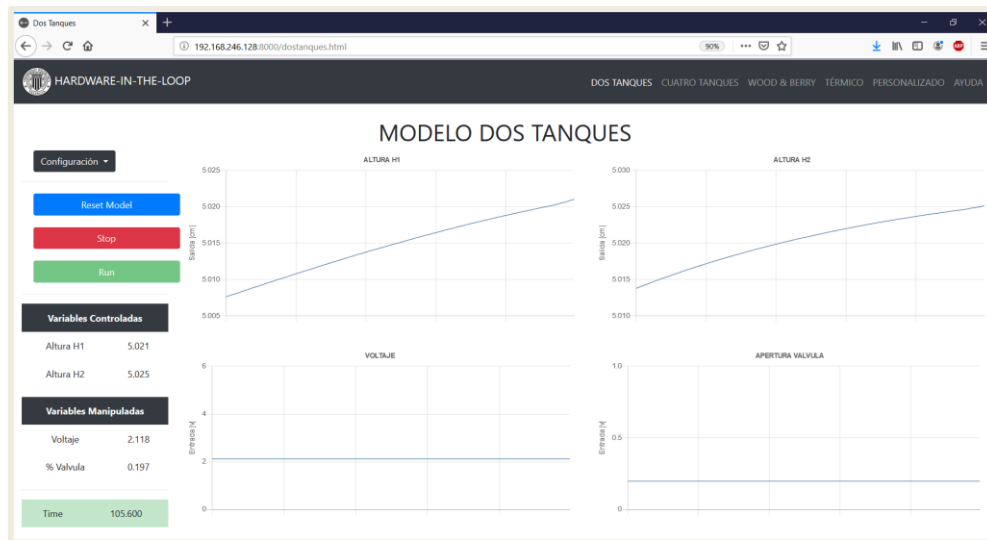 Dos Tanques
192.168.246.128:8000/dostanques.html
90%
ABP
HARDWARE-IN-THE-LOOP
DOS TANQUES CUATRO TANQUES WOOD & BERRY TÉRMICO PERSONALIZADO AYUDA
MODELO DOS TANQUES
Configuración
Reset Model
Stop
Run
Variables Controladas
Altura H1 5.021
Altura H2 5.025
Variables Manipuladas
Voltaje 2.118
% Valvula 0.197
Time 105.600
ALTURA H1
Salida [cm]
5.025
5.020
5.015
5.010
5.005
ALTURA H2
Salida [cm]
5.030
5.025
5.020
5.015
5.010
VOLTAJE
Entrada [v]
6
4
2
0
APERTURA VALVULA
Entrada [v]
1.0
0.5
0